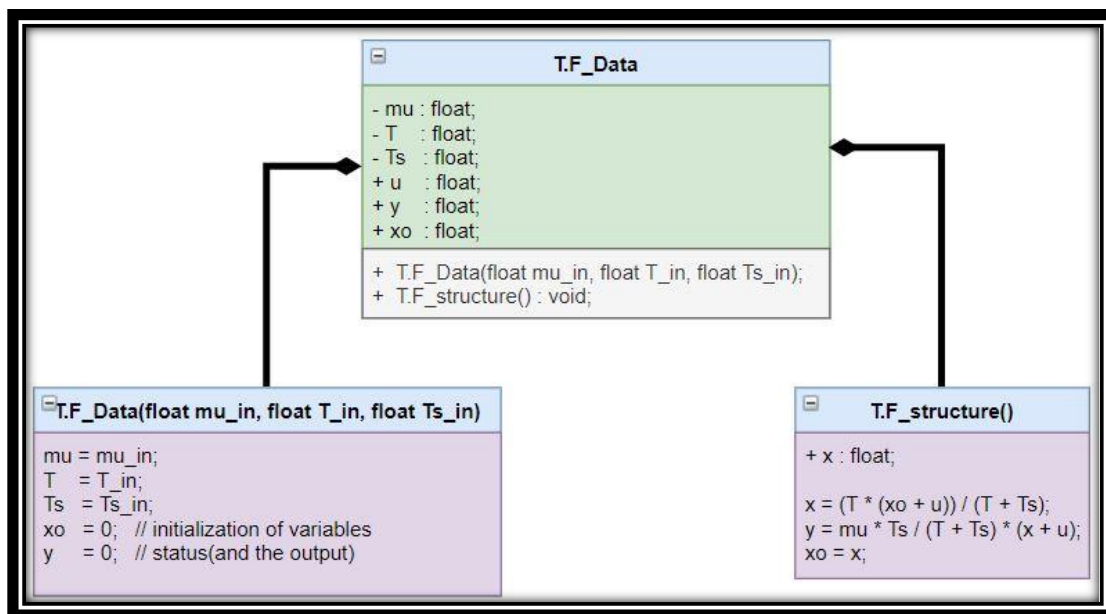 T.F_Data
- mu : float;
- T : float;
- Ts : float;
+ u : float;
+ y : float;
+ xo : float;
+ T.F_Data(float mu_in, float T_in, float Ts_in);
+ T.F_structure() : void;
T.F_Data(float mu_in, float T_in, float Ts_in)
mu = mu_in;
T = T_in;
Ts = Ts_in;
xo = 0; // initialization of variables
y = 0; // status(and the output)
T.F_structure()
+ x : float;
x = (T * (xo + u)) / (T + Ts);
y = mu * Ts / (T + Ts) * (x + u);
xo = x;